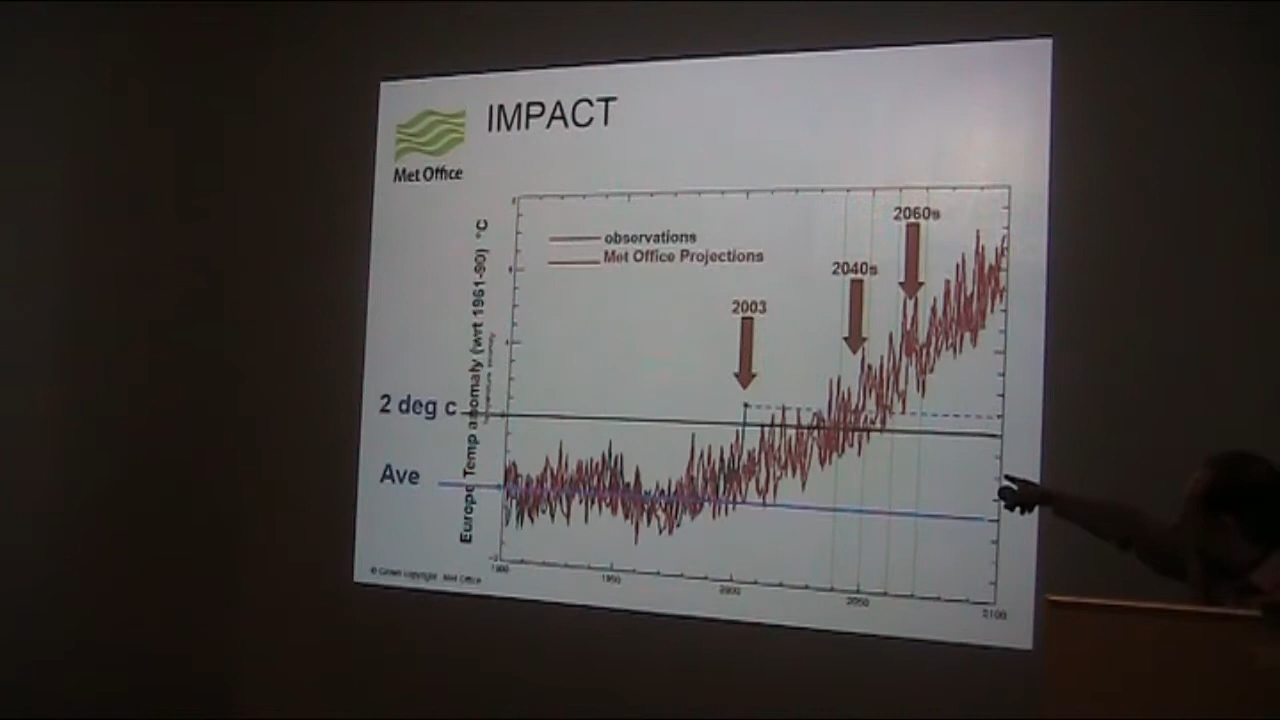 IMPACT
Met Office
observations
Met Office Projections
2003
2040s
2060s
Europe Temp anomaly (wrt 1961-90) °C
2 deg c
Ave
1900
1950
2000
2050
2100
© Crown copyright Met Office